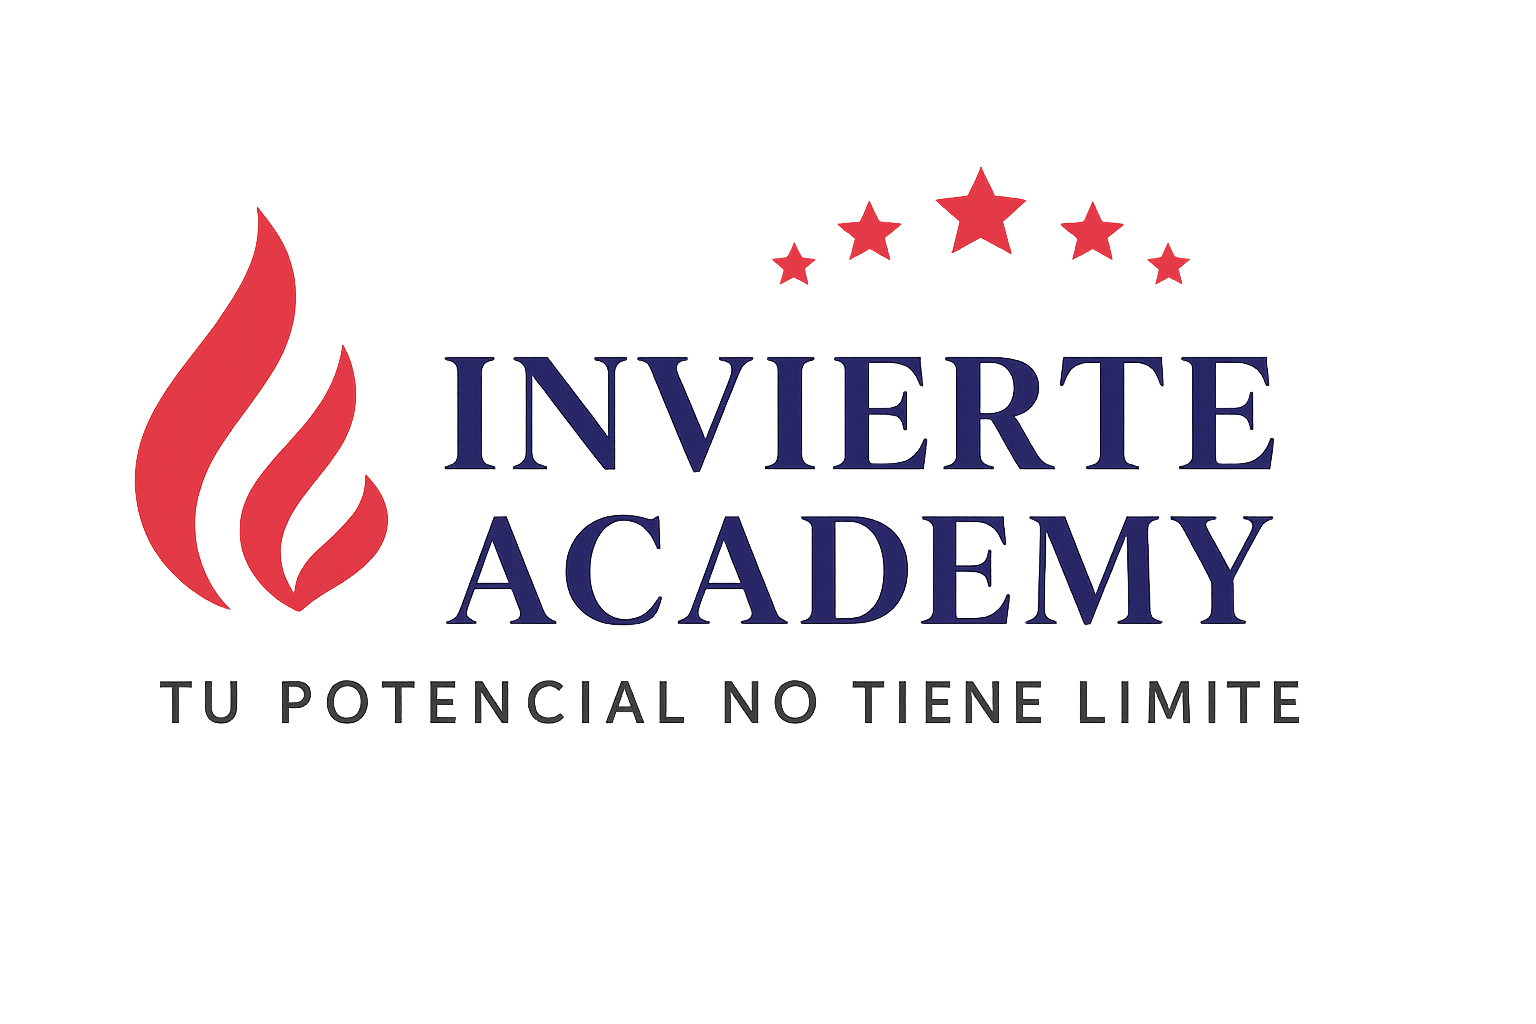 INVIERTE
ACADEMY
TU POTENCIAL NO TIENE LIMITE